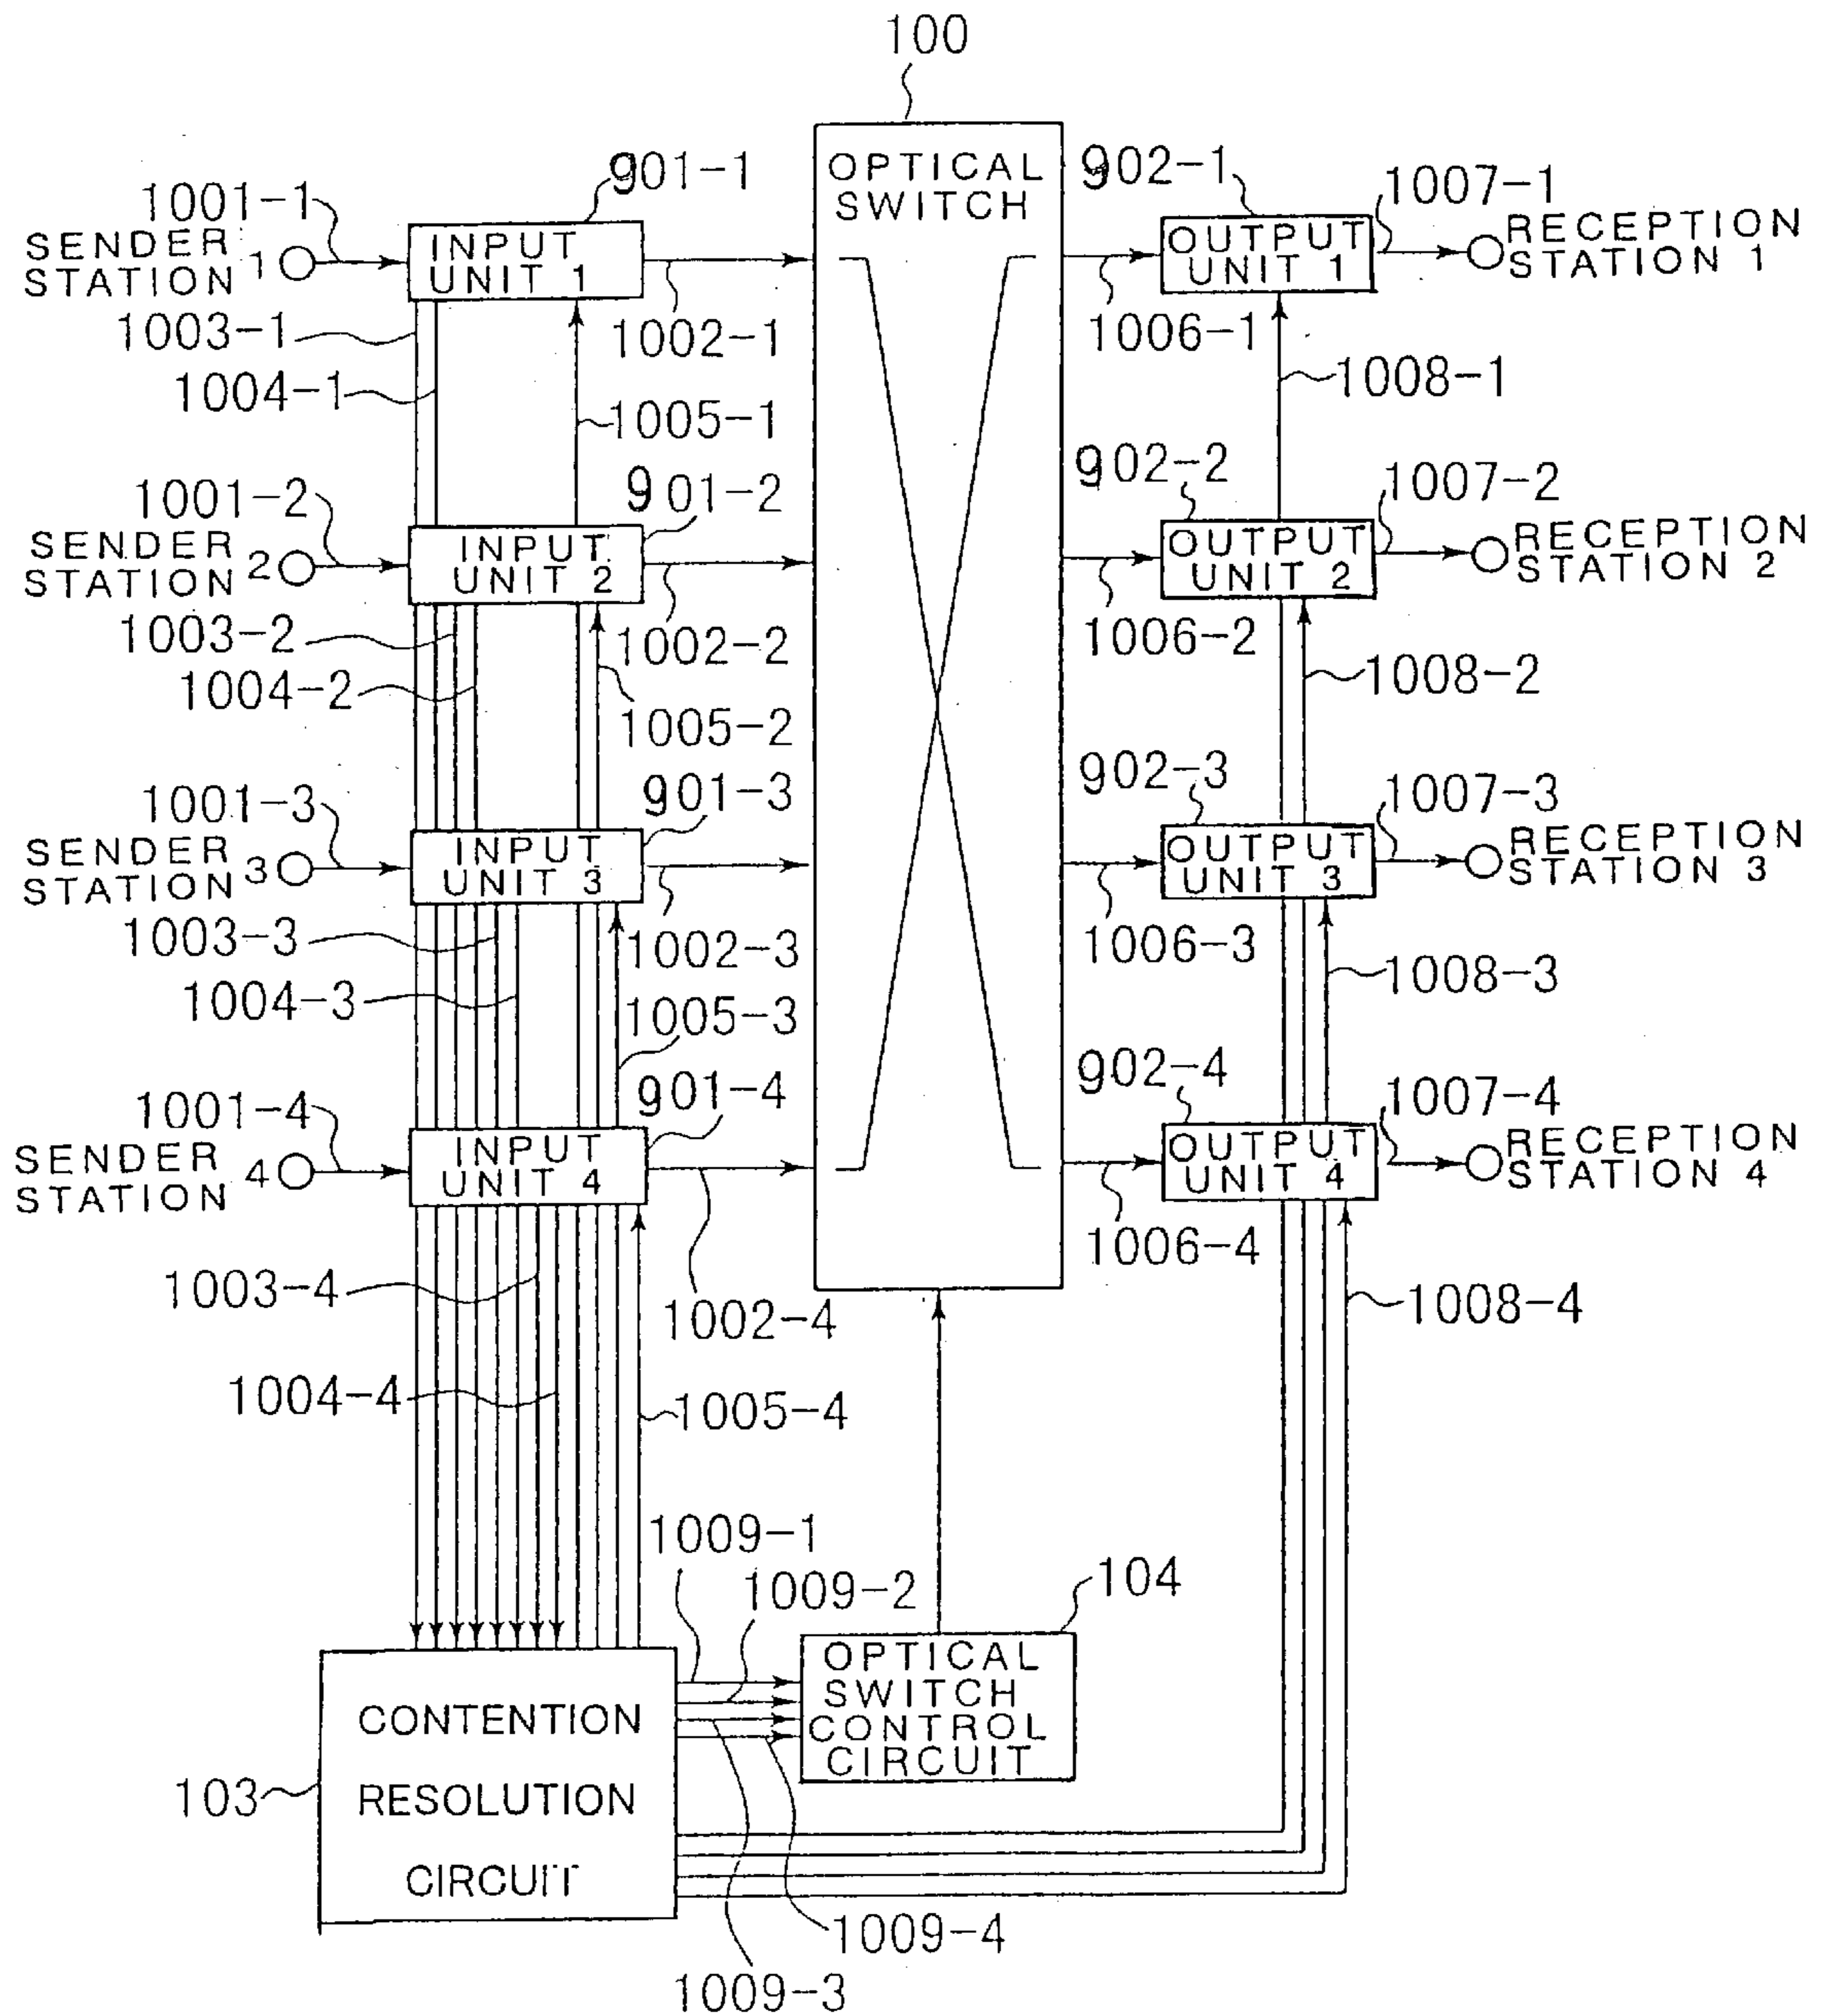 100
OPTICAL
SWITCH
901-1
902-1
1001-1
1007-1
SENDER
STATION 1
INPUT
UNIT 1
OUTPUT
UNIT 1
RECEPTION
STATION 1
1003-1
1002-1
1006-1
1004-1
1005-1
1008-1
901-2
902-2
1001-2
1007-2
SENDER
STATION 2
INPUT
UNIT 2
OUTPUT
UNIT 2
RECEPTION
STATION 2
1003-2
1002-2
1006-2
1004-2
1005-2
1008-2
901-3
902-3
1001-3
1007-3
SENDER
STATION 3
INPUT
UNIT 3
OUTPUT
UNIT 3
RECEPTION
STATION 3
1003-3
1002-3
1006-3
1004-3
1005-3
1008-3
901-4
902-4
1001-4
1007-4
SENDER
STATION 4
INPUT
UNIT 4
OUTPUT
UNIT 4
RECEPTION
STATION 4
1003-4
1002-4
1006-4
1008-4
1004-4
1005-4
1009-1
1009-2
104
OPTICAL
SWITCH
CONTROL
CIRCUIT
103
CONTENTION
RESOLUTION
CIRCUIT
1009-4
1009-3